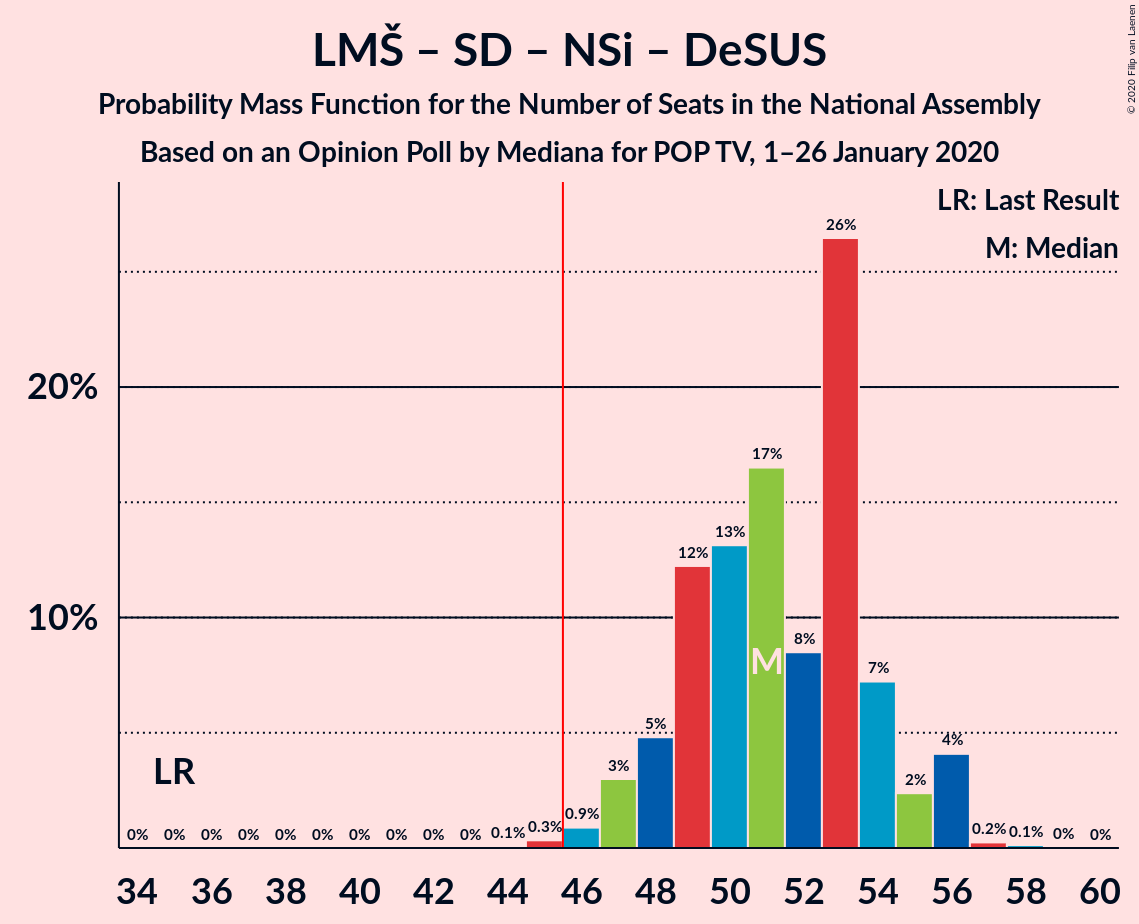 LMŠ – SD – NSi – DeSUS
Probability Mass Function for the Number of Seats in the National Assembly
Based on an Opinion Poll by Mediana for POP TV, 1–26 January 2020
© 2020 Filip van Laenen
LR: Last Result
M: Median
20%
10%
LR
M
0% 0% 0% 0% 0% 0% 0% 0% 0% 0% 0.1% 0.3% 0.9% 3% 5% 12% 13% 17% 8% 26% 7% 2% 4% 0.2% 0.1% 0% 0%
34 36 38 40 42 44 46 48 50 52 54 56 58 60